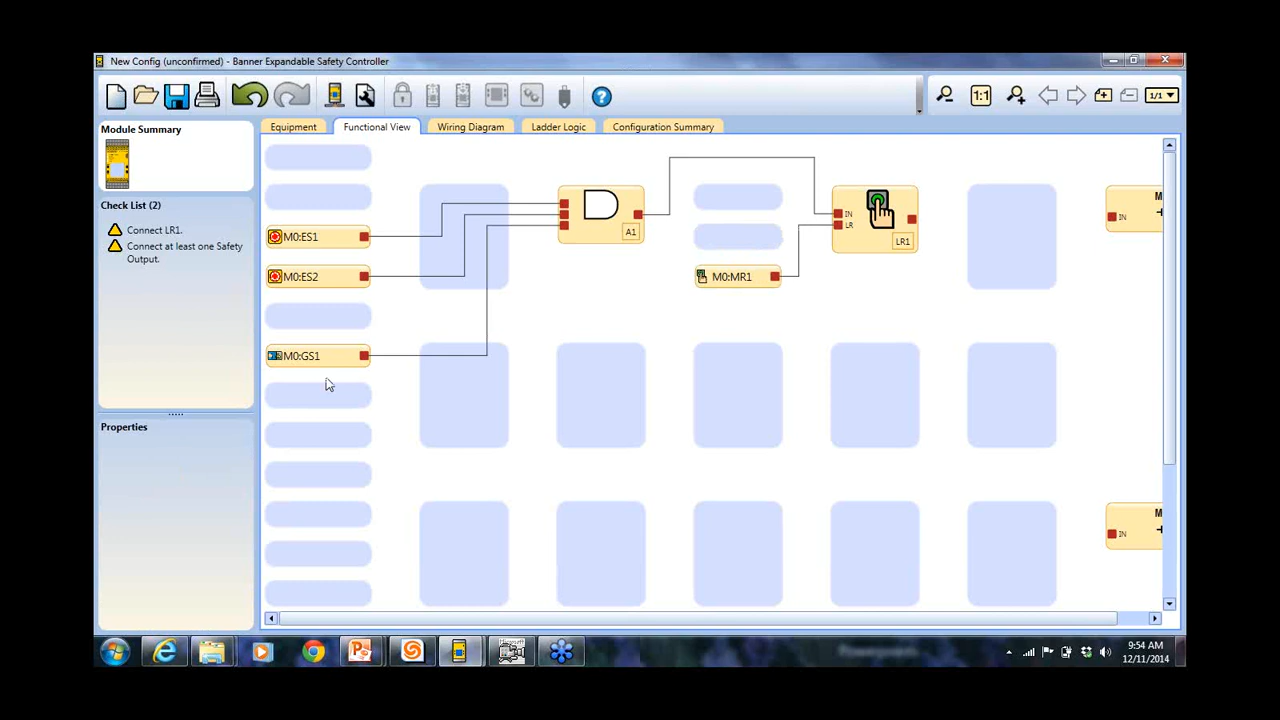 New Config (unconfirmed) - Banner Expandable Safety Controller
1:1
1/1
Module Summary
Equipment
Functional View
Wiring Diagram
Ladder Logic
Configuration Summary
Check List (2)
Connect LR1.
Connect at least one Safety
Output.
Properties
M0:ES1
M0:ES2
M0:GS1
A1
M0:MR1
IN
LR
LR1
M
IN
M
IN
9:54 AM
12/11/2014